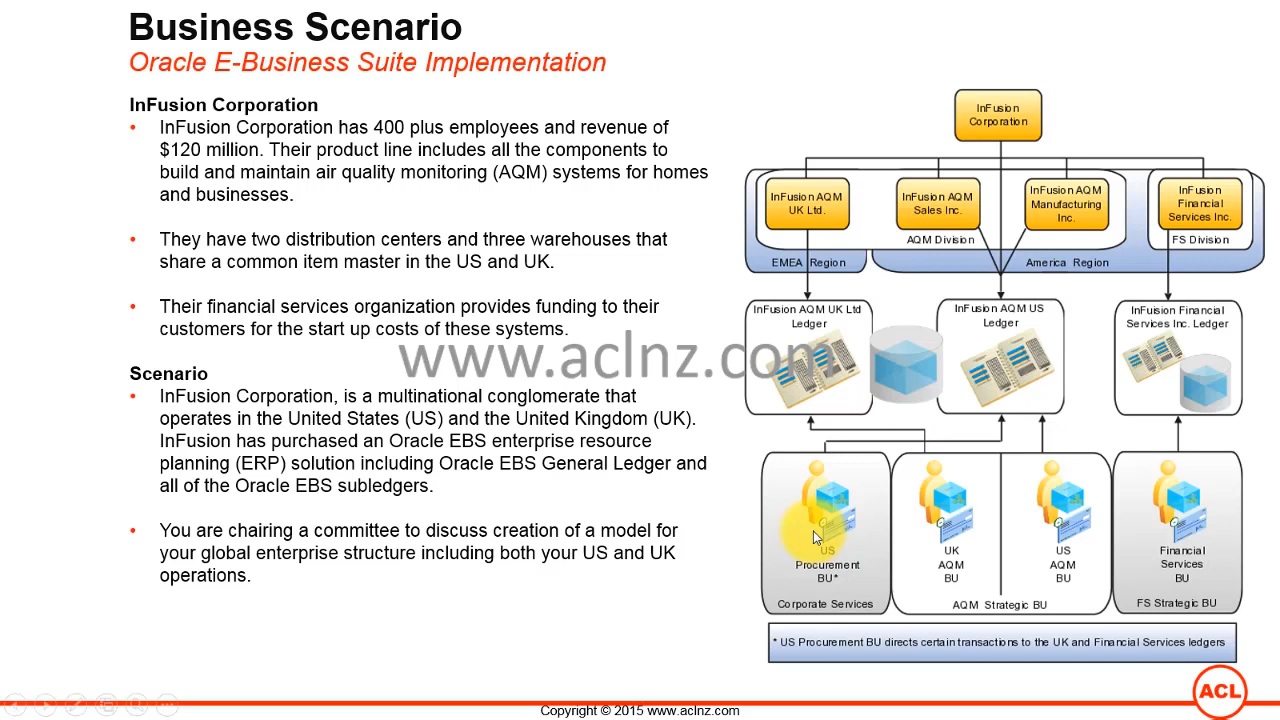 Business Scenario
Oracle E-Business Suite Implementation
InFusion Corporation
• InFusion Corporation has 400 plus employees and revenue of
$120 million. Their product line includes all the components to
build and maintain air quality monitoring (AQM) systems for homes
and businesses.
• They have two distribution centers and three warehouses that
share a common item master in the US and UK.
• Their financial services organization provides funding to their
customers for the start up costs of these systems.
Scenario
• InFusion Corporation, is a multinational conglomerate that
operates in the United States (US) and the United Kingdom (UK).
InFusion has purchased an Oracle EBS enterprise resource
planning (ERP) solution including Oracle EBS General Ledger and
all of the Oracle EBS subledgers.
• You are chairing a committee to discuss creation of a model for
your global enterprise structure including both your US and UK
operations.
InFusion
Corporation
InFusion AQM
UK Ltd.
InFusion AQM
Sales Inc.
InFusion AQM
Manufacturing
Inc.
InFusion
Financial
Services Inc.
AQM Division
FS Division
EMEA Region
America Region
InFusion AQM UK Ltd
Ledger
InFusion AQM US
Ledger
InFuision Financial
Services Inc. Ledger
www.aclnz.com
US
Procurement
BU*
UK
AQM
BU
US
AQM
BU
Financial
Services
BU
Corporate Services
AQM Strategic BU
FS Strategic BU
* US Procurement BU directs certain transactions to the UK and Financial Services ledgers
ACL
Copyright © 2015 www.aclnz.com